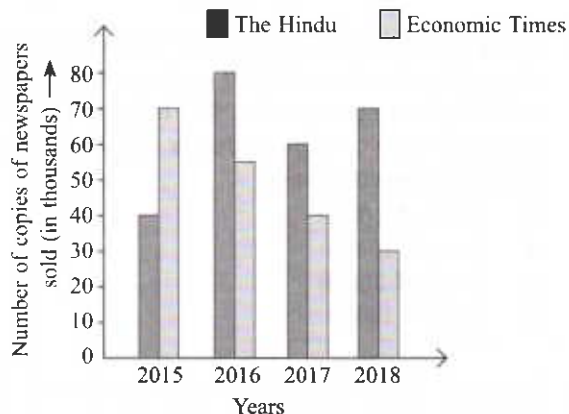 The Hindu Economic Times
Number of copies of newspapers
sold (in thousands)
80
70
60
50
40
30
20
10
0
2015 2016 2017 2018
Years